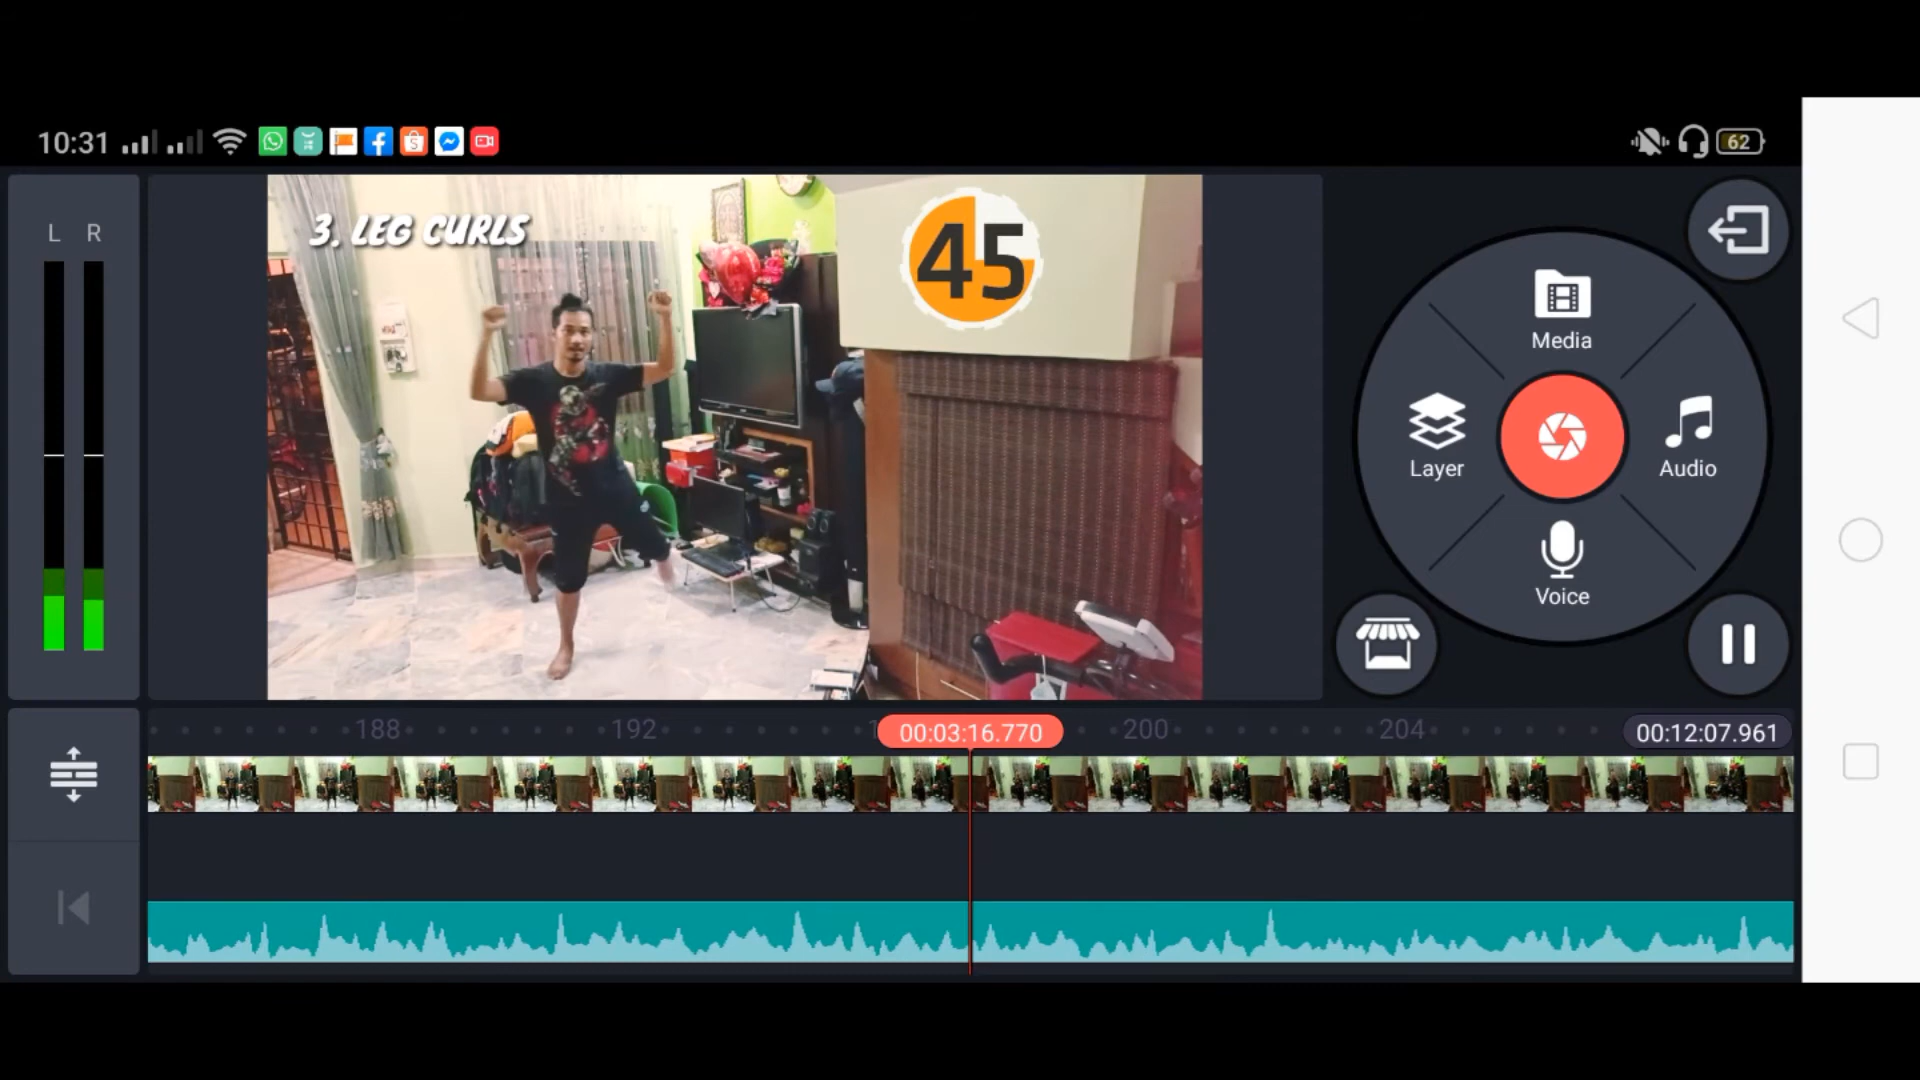 10:31
62
L R
3. LEG CURLS
45
Media
Layer
Audio
Voice
188
192
00:03:16.770
200
204
00:12:07.961